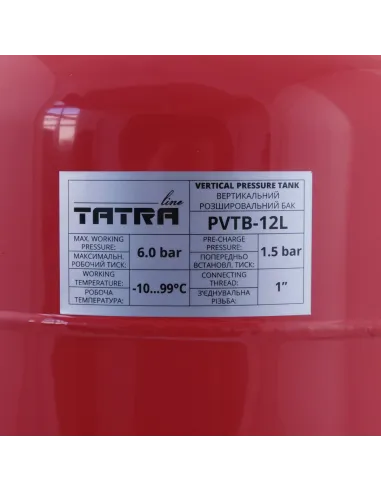 TATRA line
VERTICAL PRESSURE TANK
ВЕРТИКАЛЬНИЙ
РОЗШИРЮВАЛЬНИЙ БАК
PVTB-12L
MAX. WORKING
PRESSURE:
МАКСИМАЛЬН.
РОБОЧИЙ ТИСК:
6.0 bar
PRE-CHARGE
PRESSURE:
ПОПЕРЕДНЬО
ВСТАНОВЛ. ТИСК:
1.5 bar
WORKING
TEMPERATURE:
РОБОЧА
ТЕМПЕРАТУРА:
-10...99°C
CONNECTING
THREAD:
З'ЄДНУВАЛЬНА
РІЗЬБА:
1”